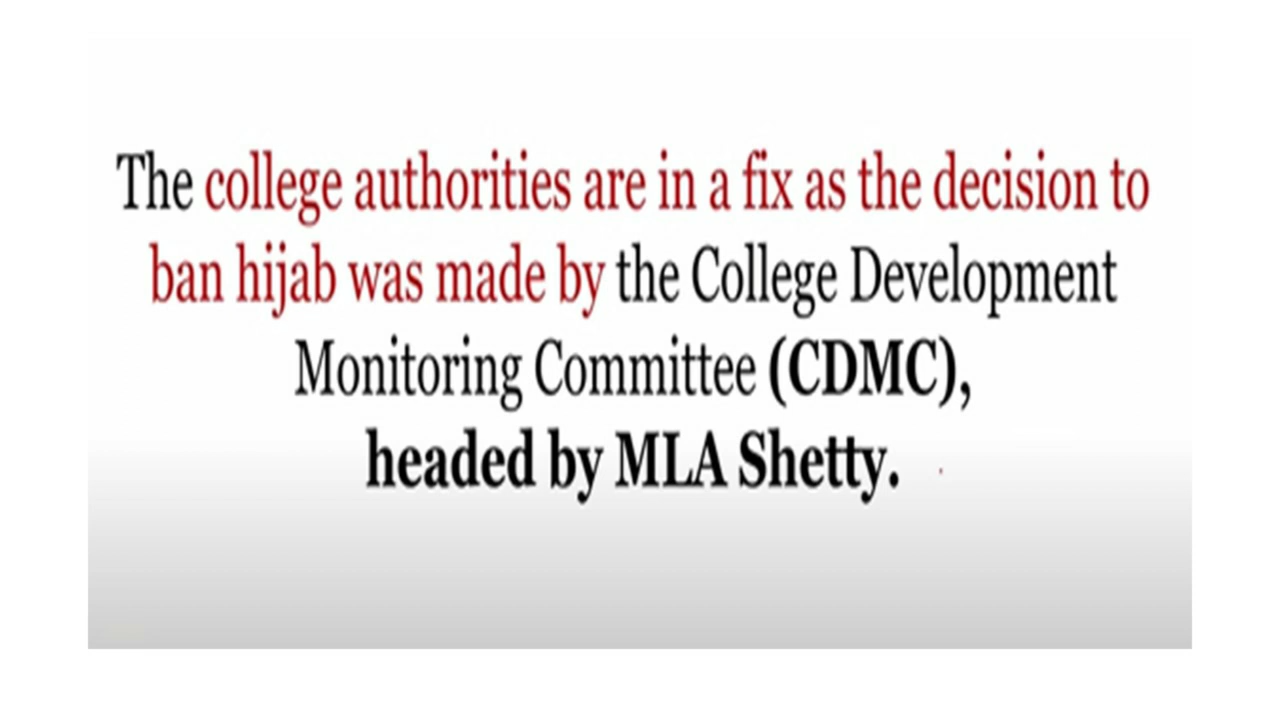 The college authorities are in a fix as the decision to
ban hijab was made by the College Development
Monitoring Committee (CDMC),
headed by MLA Shetty.